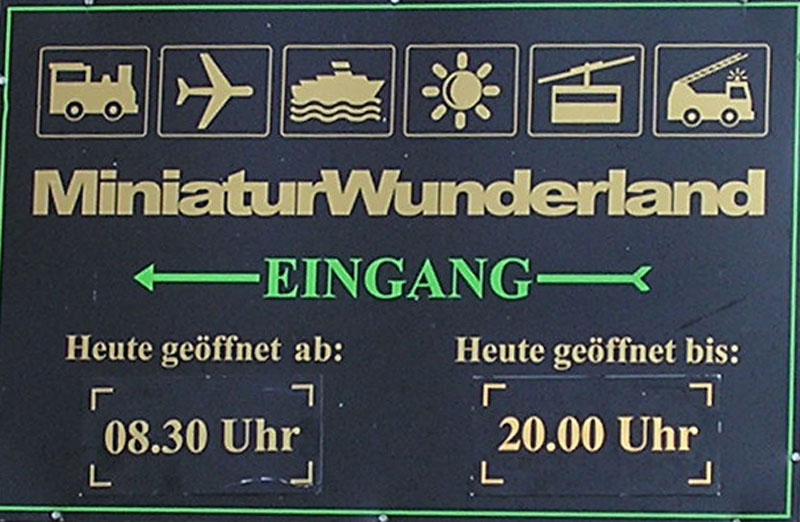 MiniaturWunderland
EINGANG
Heute geöffnet ab:
Heute geöffnet bis:
08.30 Uhr
20.00 Uhr